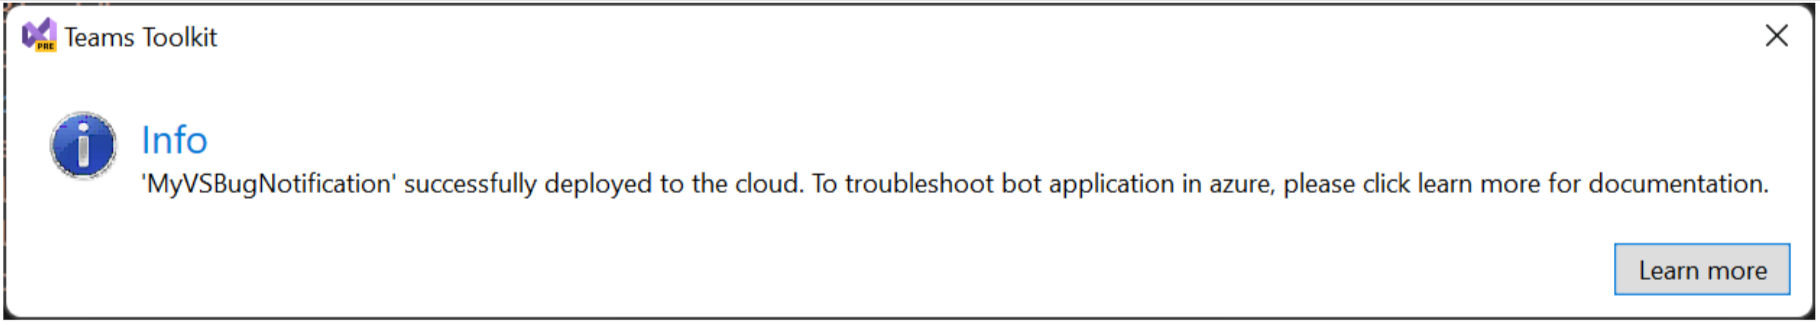 PRE
Teams Toolkit
Info
'MyVSBugNotification' successfully deployed to the cloud. To troubleshoot bot application in azure, please click learn more for documentation.
Learn more